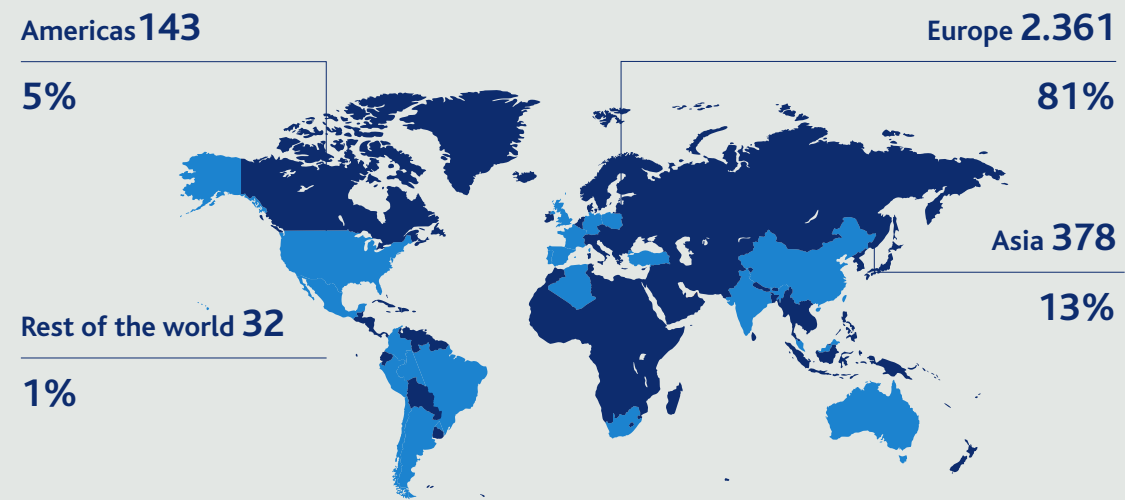 Americas 143
5%
Europe 2.361
81%
Asia 378
13%
Rest of the world 32
1%